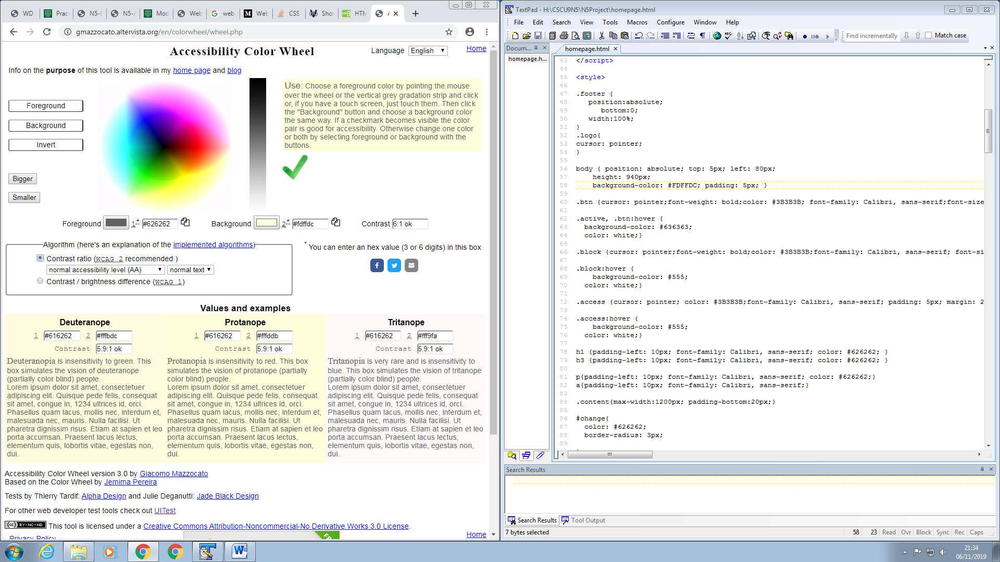 WD
Prac
N5-D
N5-A
Mod
Web
web
Web
CSS
Sho
HTM
A
gmazzocato.altervista.org/en/colorwheel/wheel.php
Accessibility Color Wheel
Language English
Home
Info on the purpose of this tool is available in my home page and blog
Foreground
Background
Invert
Bigger
Smaller
Use: Choose a foreground color by pointing the mouse
over the wheel or the vertical grey gradation strip and click
or, if you have a touch screen, just touch them. Then click
the "Background" button and choose a background color
the same way. If a checkmark becomes visible the color
pair is good for accessibility. Otherwise change one color
or both by selecting foreground or background with the
buttons.
Foreground 1* #626262 Background 2* #fdffdc Contrast 6:1 ok
Algorithm (here's an explanation of the implemented algorithms)
Contrast ratio (WCAG 2 recommended )
normal accessibility level (AA) normal text
Contrast / brightness difference (WCAG 1)
* You can enter an hex value (3 or 6 digits) in this box
Values and examples
Deuteranope
1 #616262 2 #fffbdc
Contrast 5.9:1 ok
Deuteranopia is insensitivity to green. This
box simulates the vision of deuteranope
(partially color blind) people.
Lorem ipsum dolor sit amet, consectetuer
adipiscing elit. Quisque pede felis, consequat
sit amet, congue in, 1234 ultrices id, orci.
Phasellus quam lacus, mollis nec, interdum et,
malesuada nec, mauris. Nulla facilisi. Ut
pharetra dignissim risus. Etiam at sapien et leo
porta accumsan. Praesent lacus lectus,
elementum quis, lobortis vitae, egestas non,
dui.
Protanope
1 #616262 2 #fffddb
Contrast 5.9:1 ok
Protanopia is insensitivity to red. This box
simulates the vision of protanope (partially
color blind) people.
Lorem ipsum dolor sit amet, consectetuer
adipiscing elit. Quisque pede felis, consequat
sit amet, congue in, 1234 ultrices id, orci.
Phasellus quam lacus, mollis nec, interdum et,
malesuada nec, mauris. Nulla facilisi. Ut
pharetra dignissim risus. Etiam at sapien et leo
porta accumsan. Praesent lacus lectus,
elementum quis, lobortis vitae, egestas non,
dui.
Tritanope
1 #616262 2 #fff9fa
Contrast 5.9:1 ok
Tritanopia is very rare and is insensitivity to
blue. This box simulates the vision of tritanope
(partially color blind) people.
Lorem ipsum dolor sit amet, consectetuer
adipiscing elit. Quisque pede felis, consequat
sit amet, congue in, 1234 ultrices id, orci.
Phasellus quam lacus, mollis nec, interdum et,
malesuada nec, mauris. Nulla facilisi. Ut
pharetra dignissim risus. Etiam at sapien et leo
porta accumsan. Praesent lacus lectus,
elementum quis, lobortis vitae, egestas non,
dui.
Accessibility Color Wheel version 3.0 by Giacomo Mazzocato
Based on the Color Wheel by Jemima Pereira
Tests by Thierry Tardif: Alpha Design and Julie Deganutti: Jade Black Design
For other web developer test tools check out UITest
(cc) BY-NC-ND This tool is licensed under a Creative Commons Attribution-Noncommercial-No Derivative Works 3.0 License.
Privacy Policy
Home
TextPad - H:\CSCU9N5\N5Project\homepage.html
File Edit Search View Tools Macros Configure Window Help
Find incrementally Match case
Docum...
homepage.h...
homepage.html
43 </script>
44
45 <style>
46
47 .footer {
48 position:absolute;
49 bottom:0;
50 width:100%;
51 }
52 .logo{
53 cursor: pointer;
54 }
55
56 body { position: absolute; top: 5px; left: 80px;
57 height: 940px;
58 background-color: #FDFFDC; padding: 5px; }
59
60 .btn {cursor: pointer;font-weight: bold;color: #3B3B3B; font-family: Calibri, sans-serif;font-size
61
62 .active, .btn:hover {
63 background-color: #636363;
64 color: white;}
65
66 .block {cursor: pointer;font-weight: bold;color: #3B3B3B;font-family: Calibri, sans-serif; font-si
67
68 .block:hover {
69 background-color: #555;
70 color: white;}
71
72 .access {cursor: pointer; color: #3B3B3B;font-family: Calibri, sans-serif; padding: 5px; margin: 2
73
74 .access:hover {
75 background-color: #555;
76 color: white;}
77
78 h1 {padding-left: 10px; font-family: Calibri, sans-serif; color: #626262; }
79 h3 {padding-left: 10px; font-family: Calibri, sans-serif; color: #626262; }
80
81 p{padding-left: 10px; font-family: Calibri, sans-serif; color: #626262;}
82 a{padding-left: 10px; font-family: Calibri, sans-serif;}
83
84 .content{max-width:1200px; padding-bottom:20px;}
85
86 #change{
87 color: #626262;
88 border-radius: 3px;
89
Search Results
Search Results Tool Output
7 bytes selected 58 23 Read Ovr Block Sync Rec Caps
21:34
06/11/2019